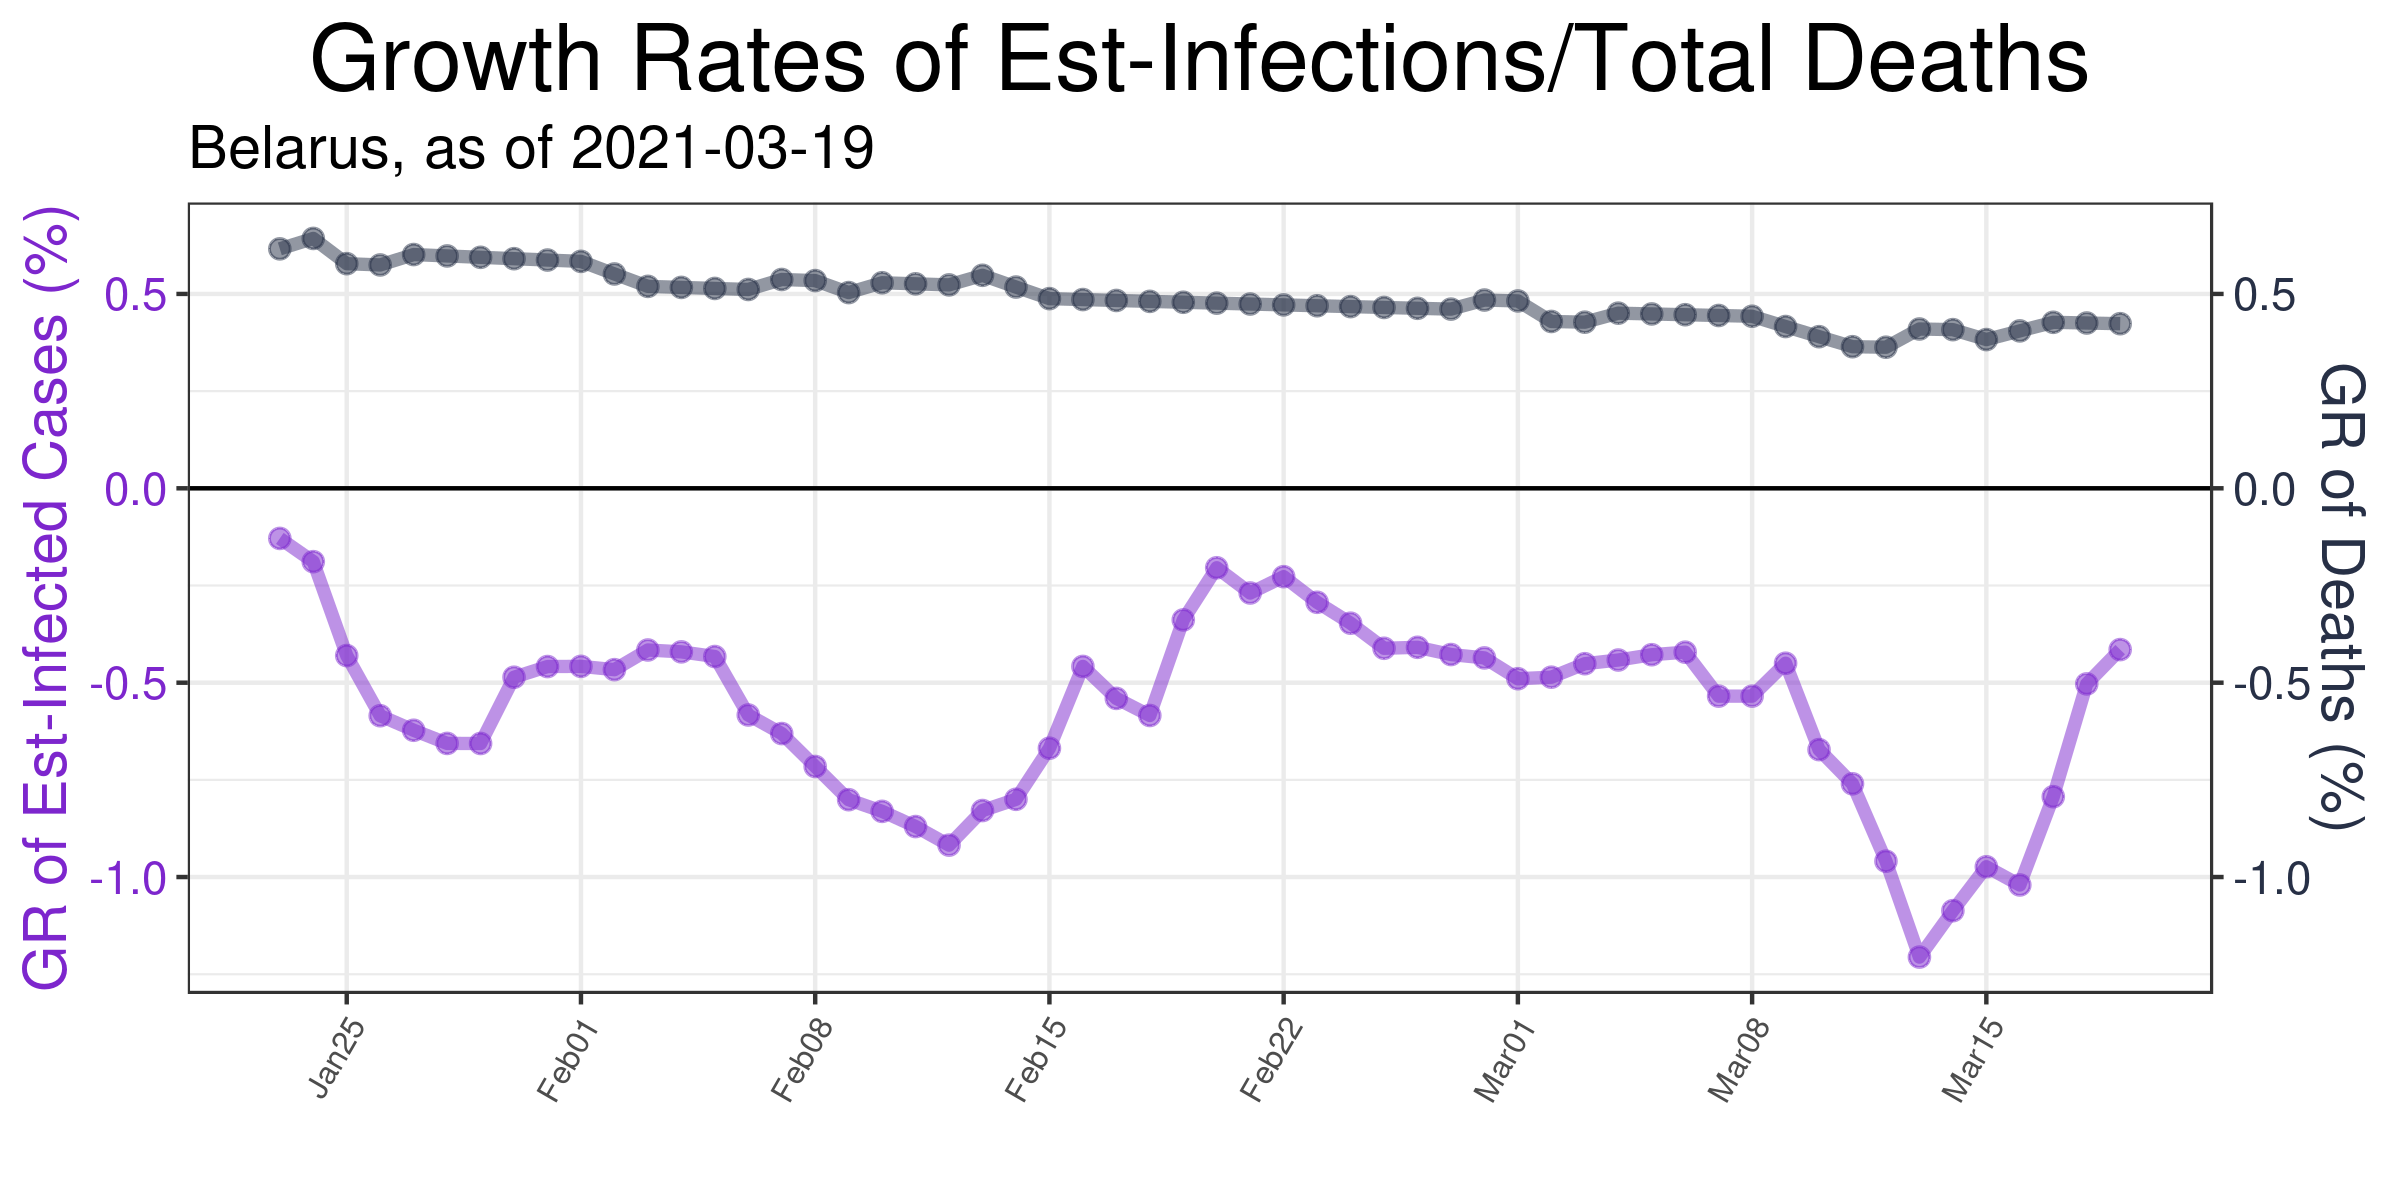 Growth Rates of Est-Infections/Total Deaths
Belarus, as of 2021-03-19
GR of Est-Infected Cases (%)
0.5
0.0
-0.5
-1.0
0.5
0.0
-0.5
-1.0
GR of Deaths (%)
Jan25
Feb01
Feb08
Feb15
Feb22
Mar01
Mar08
Mar15